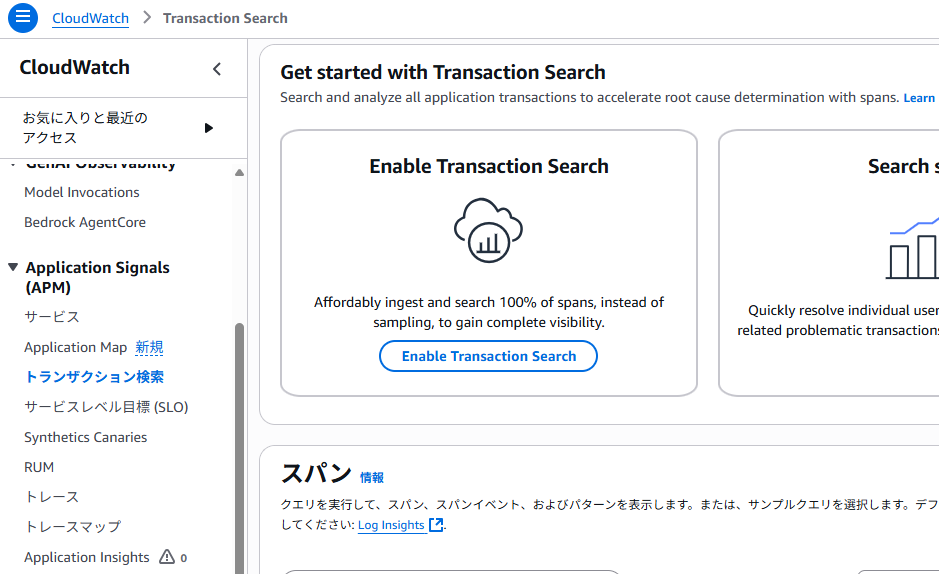 CloudWatch > Transaction Search
CloudWatch
お気に入りと最近の
アクセス
GenAI Observability
Model Invocations
Bedrock AgentCore
Application Signals
(APM)
サービス
Application Map 新規
トランザクション検索
サービスレベル目標 (SLO)
Synthetics Canaries
RUM
トレース
トレースマップ
Application Insights 0
Get started with Transaction Search
Search and analyze all application transactions to accelerate root cause determination with spans. Learn
Enable Transaction Search
Affordably ingest and search 100% of spans, instead of
sampling, to gain complete visibility.
Enable Transaction Search
Search
Quickly resolve individual user
related problematic transactions
スパン 情報
クエリを実行して、スパン、スパンイベント、およびパターンを表示します。または、サンプルクエリを選択します。デフ
してください: Log Insights.